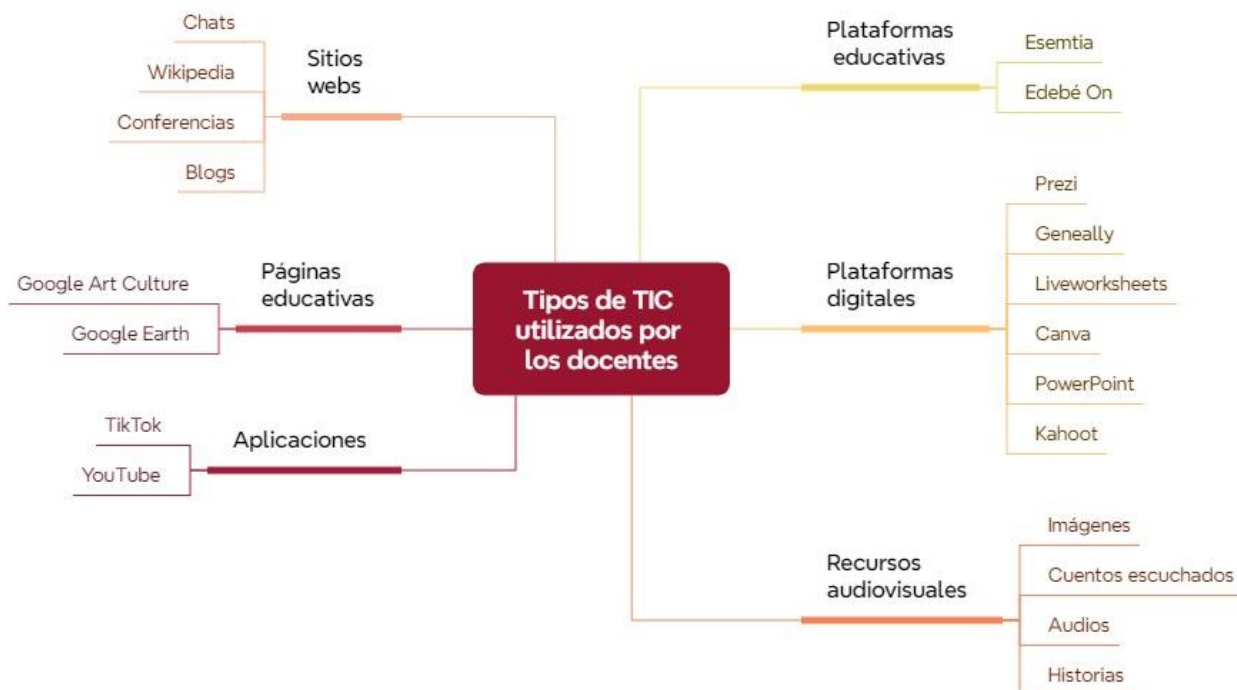 Tipos de TIC
utilizados por
los docentes
Sitios
webs
Chats
Wikipedia
Conferencias
Blogs
Páginas
educativas
Google Art Culture
Google Earth
Aplicaciones
TikTok
YouTube
Plataformas
educativas
Esemtia
Edebé On
Plataformas
digitales
Prezi
Geneally
Liveworksheets
Canva
PowerPoint
Kahoot
Recursos
audiovisuales
Imágenes
Cuentos escuchados
Audios
Historias